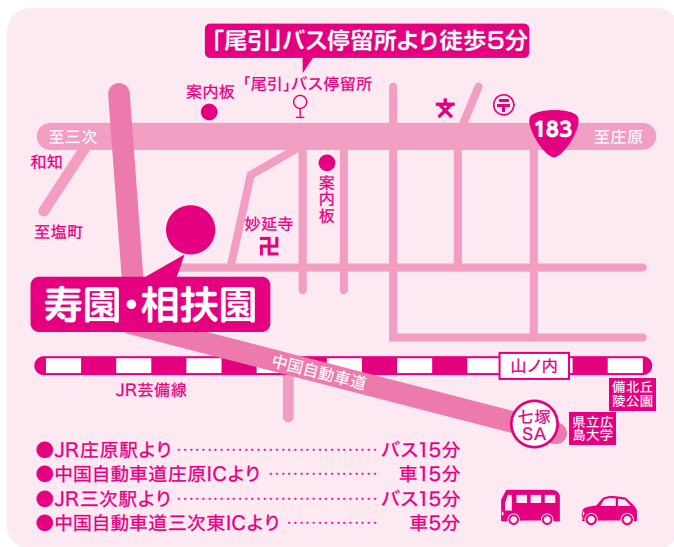 「尾引」バス停留所より徒歩5分
案内板
「尾引」バス停留所
文
〒
183
至三次
至庄原
和知
案内板
至塩町
妙延寺
卍
寿園・相扶園
中国自動車道
山ノ内
JR芸備線
備北丘
陵公園
七塚
SA
県立広
島大学
●JR庄原駅より ・・・・・・・・・・・・・・・・・・・・・・・・・・・・・・ バス15分
●中国自動車道庄原ICより ・・・・・・・・・・・・・・・・ 車15分
●JR三次駅より ・・・・・・・・・・・・・・・・・・・・・・・・・・・・・・ バス15分
●中国自動車道三次東ICより ・・・・・・・・・・・・・ 車5分